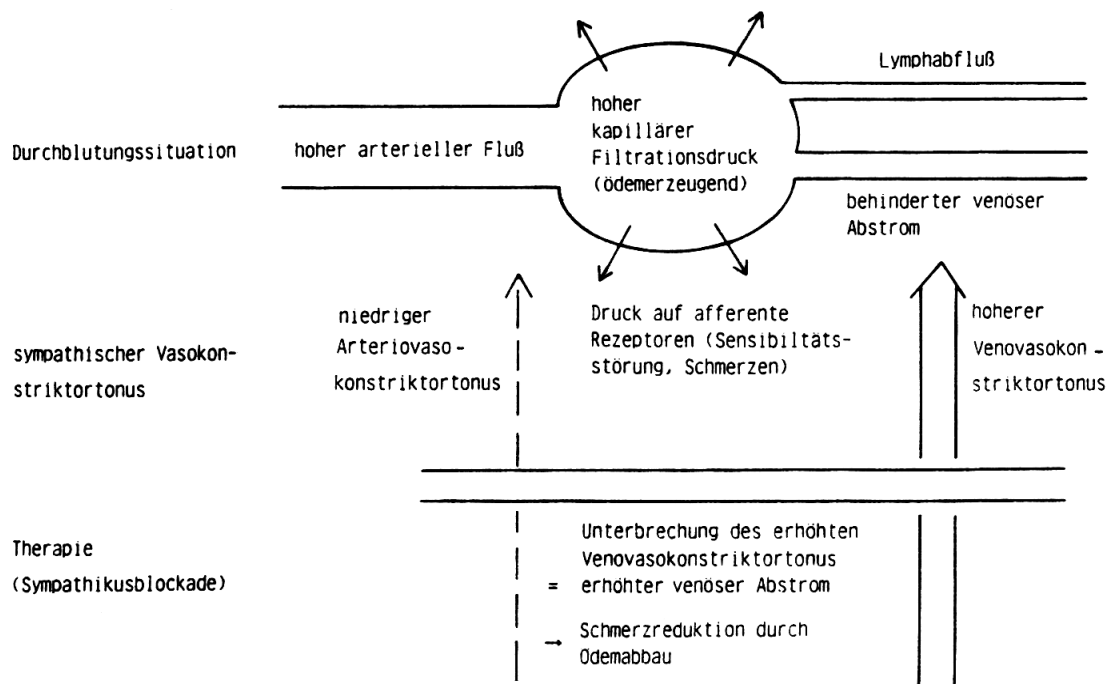 Lymphabfluß
Durchblutungssituation
hoher arterieller Fluß
hoher
kapillärer
Filtrationsdruck
(ödemerzeugend)
behinderter venöser
Abstrom
sympathischer Vasokon-
striktortonus
niedriger
Arteriovaso-
konstriktortonus
Druck auf afferente
Rezeptoren (Sensibiltäts-
störung, Schmerzen)
hoherer
Venovasokon-
striktortonus
Therapie
(Sympathikusblockade)
Unterbrechung des erhöhten
Venovasokonstriktortonus
= erhöhter venöser Abstrom
→ Schmerzreduktion durch
Odemabbau